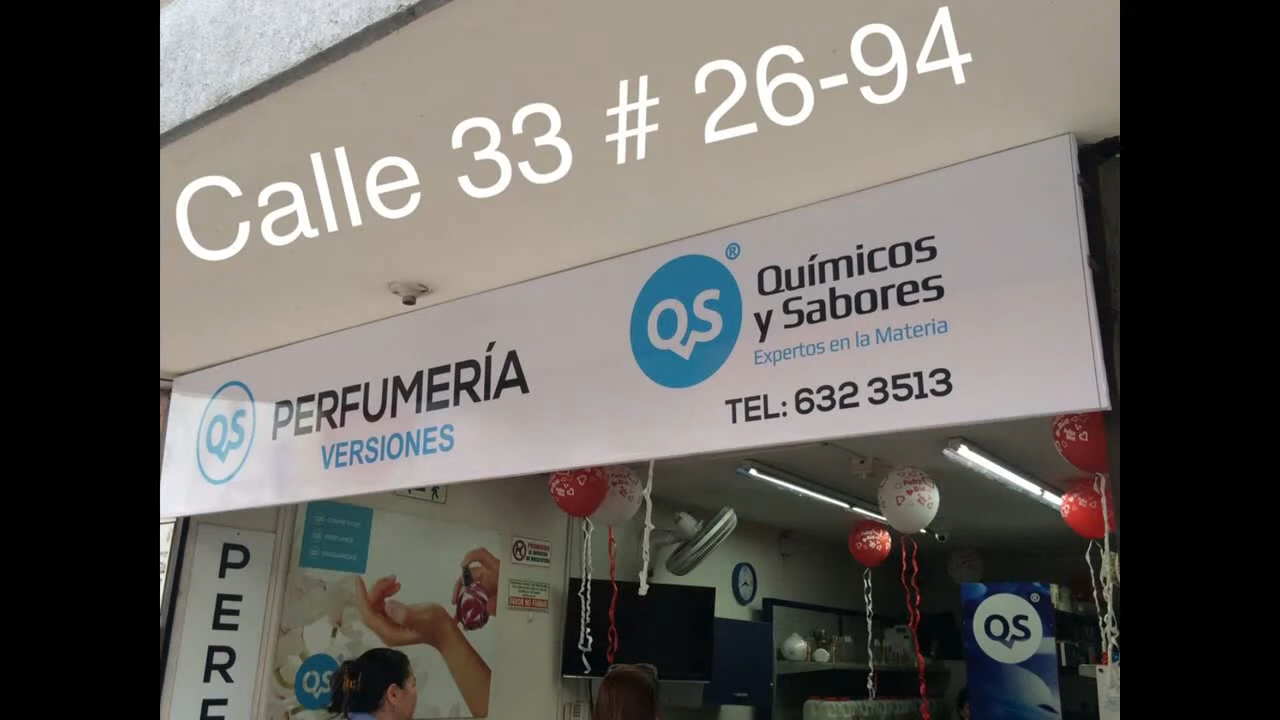 Calle 33 # 26-94
QS®
Químicos
y Sabores
Expertos en la Materia
TEL: 632 3513
QS
PERFUMERÍA
VERSIONES
PERF
QS
QS®